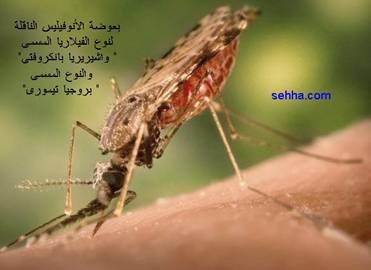 بعوضة الأنوفيليس الناقلة
لنوع الفيلاريا المسمى
" واشيريريا بانكروفتى"
والنوع المسمى
" بروجيا تيمورى"
sehha.com